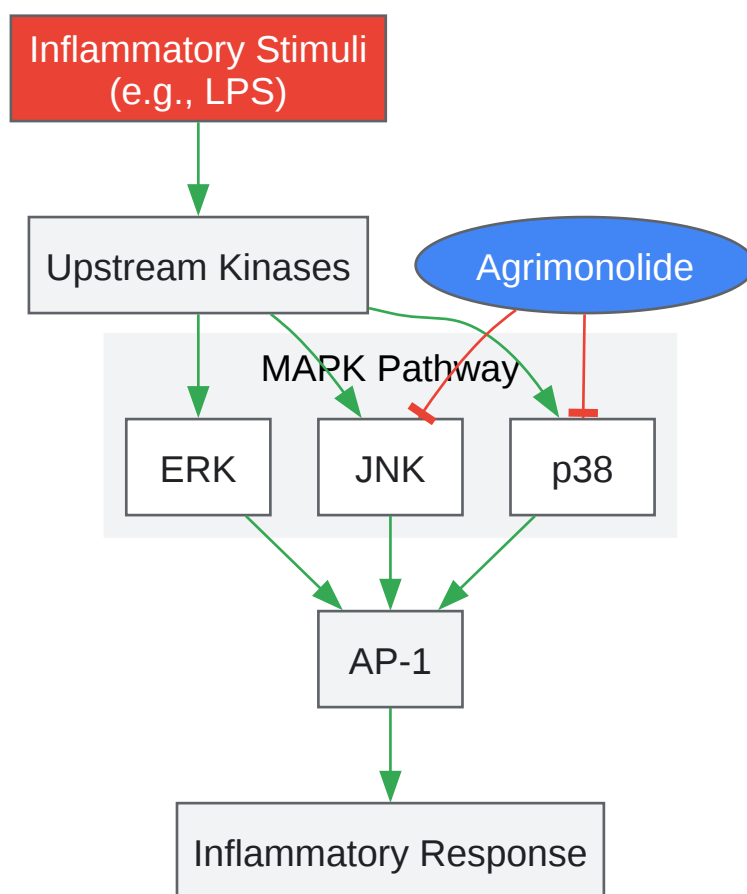 Inflammatory Stimuli
(e.g., LPS)
Upstream Kinases
Agrimonolide
MAPK Pathway
ERK
JNK
p38
AP-1
Inflammatory Response